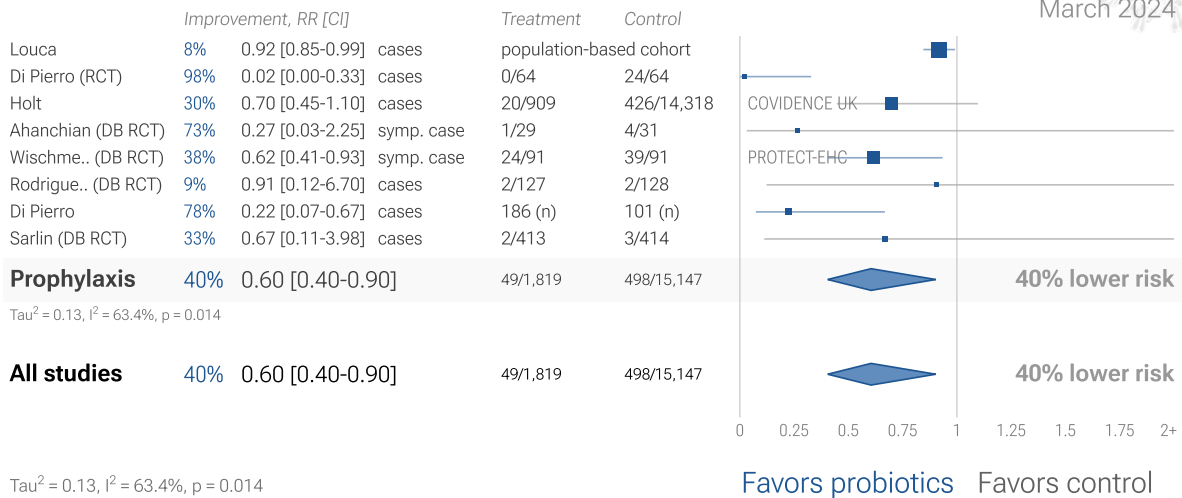 March 2024
Improvement, RR [CI] Treatment Control
Louca 8% 0.92 [0.85-0.99] cases population-based cohort
Di Pierro (RCT) 98% 0.02 [0.00-0.33] cases 0/64 24/64
Holt 30% 0.70 [0.45-1.10] cases 20/909 426/14,318 COVIDENCE UK
Ahanchian (DB RCT) 73% 0.27 [0.03-2.25] symp. case 1/29 4/31
Wischme.. (DB RCT) 38% 0.62 [0.41-0.93] symp. case 24/91 39/91 PROTECT-EHC
Rodrigue.. (DB RCT) 9% 0.91 [0.12-6.70] cases 2/127 2/128
Di Pierro 78% 0.22 [0.07-0.67] cases 186 (n) 101 (n)
Sarlin (DB RCT) 33% 0.67 [0.11-3.98] cases 2/413 3/414
Prophylaxis 40% 0.60 [0.40-0.90] 49/1,819 498/15,147 40% lower risk
Tau² = 0.13, I² = 63.4%, p = 0.014
All studies 40% 0.60 [0.40-0.90] 49/1,819 498/15,147 40% lower risk
0 0.25 0.5 0.75 1 1.25 1.5 1.75 2+
Tau² = 0.13, I² = 63.4%, p = 0.014 Favors probiotics Favors control